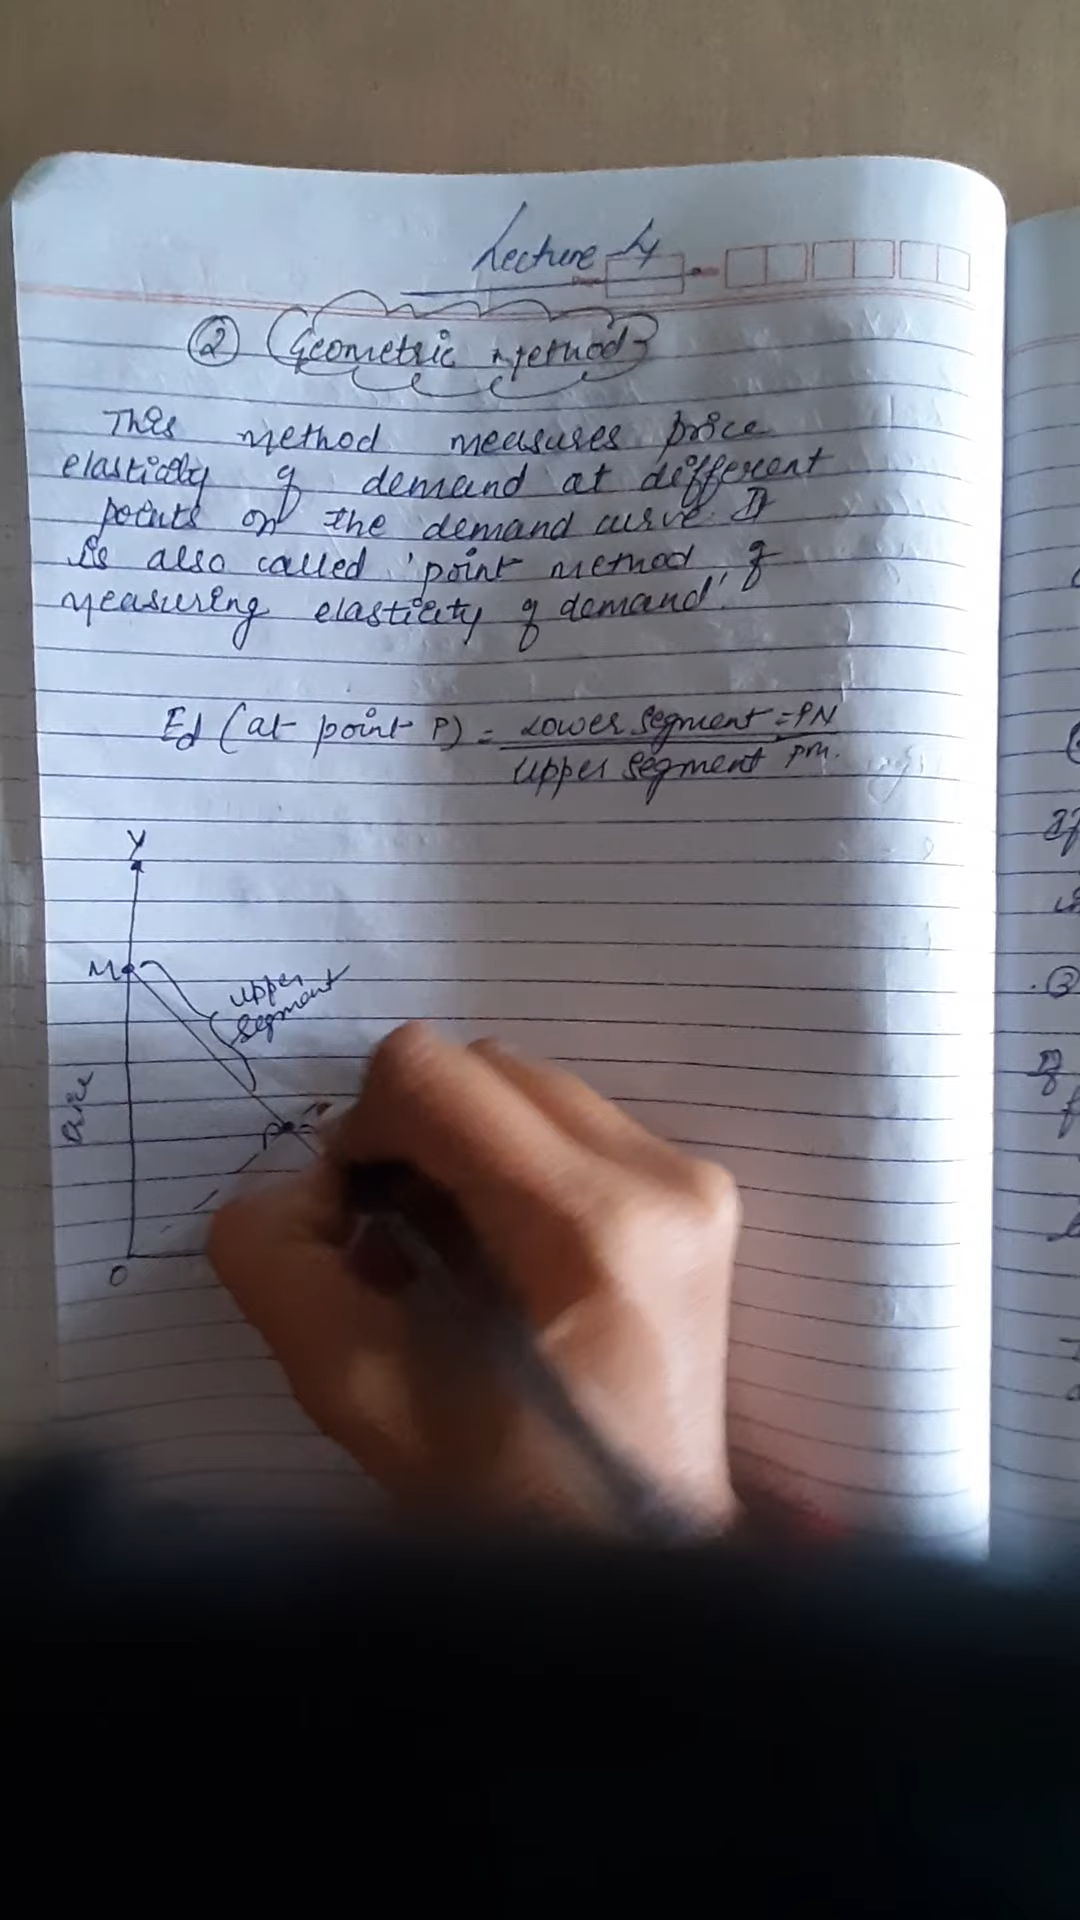 Lecture - 4
② Geometric Method
This method measures price
elasticity of demand at different
points on the demand curve. It
is also called 'point method of
measuring elasticity of demand'.
Ed (at point P) = Lower segment = PN
Upper segment PM.
Y
M
Upper
Segment
Price
P
O